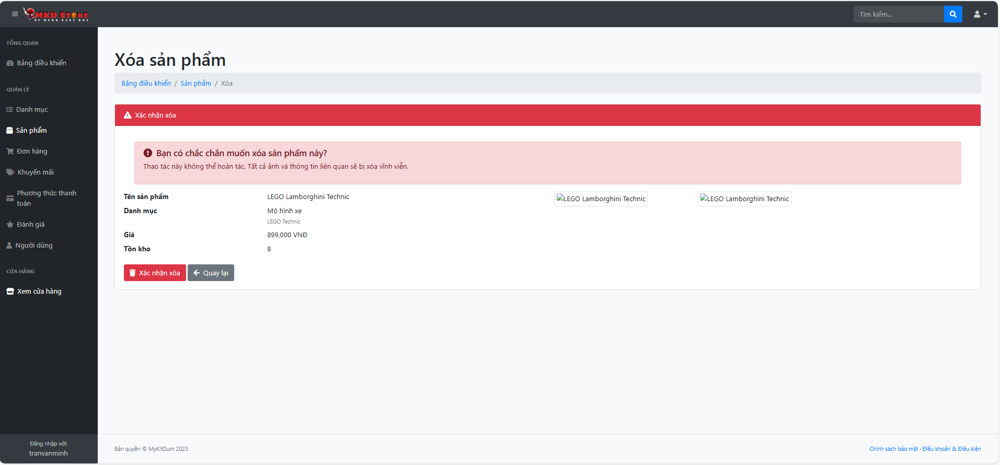 MKD Store
BY MINH KIET DUC
Tìm kiếm...
TỔNG QUAN
Bảng điều khiển
QUẢN LÝ
Danh mục
Sản phẩm
Đơn hàng
Khuyến mãi
Phương thức thanh
toán
Đánh giá
Người dùng
CỬA HÀNG
Xem cửa hàng
Đăng nhập với:
tranvanminh
Xóa sản phẩm
Bảng điều khiển / Sản phẩm / Xóa
Xác nhận xóa
Bạn có chắc chắn muốn xóa sản phẩm này?
Thao tác này không thể hoàn tác. Tất cả ảnh và thông tin liên quan sẽ bị xóa vĩnh viễn.
Tên sản phẩm LEGO Lamborghini Technic
Danh mục Mô hình xe
LEGO Technic
Giá 899,000 VNĐ
Tồn kho 8
LEGO Lamborghini Technic
LEGO Lamborghini Technic
Xác nhận xóa Quay lại
Bản quyền © MyKitDum 2023
Chính sách bảo mật · Điều khoản & Điều kiện